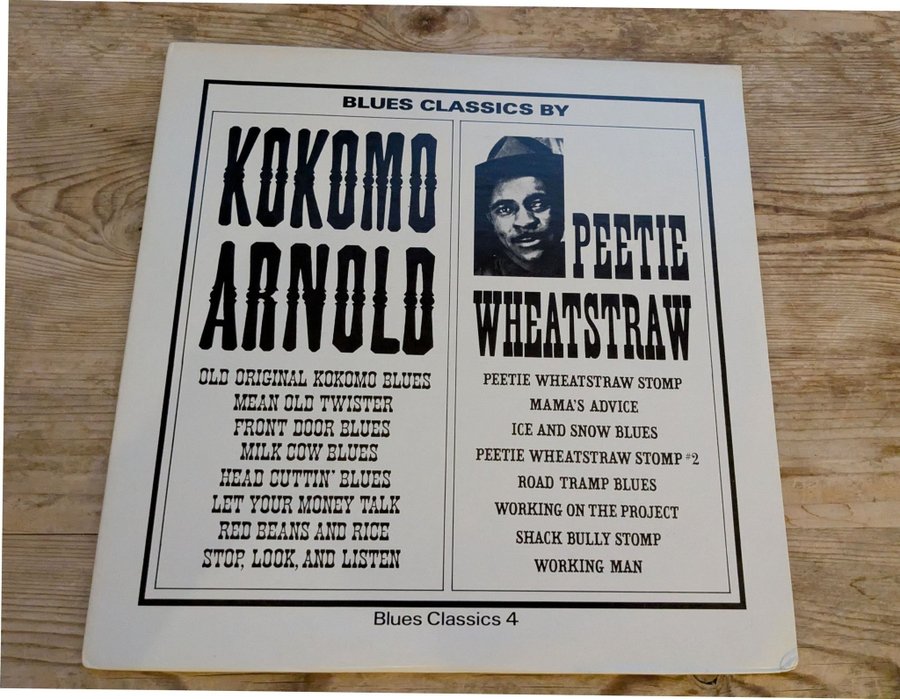 BLUES CLASSICS BY
KOKOMO
ARNOLD
OLD ORIGINAL KOKOMO BLUES
MEAN OLD TWISTER
FRONT DOOR BLUES
MILK COW BLUES
HEAD CUTTIN' BLUES
LET YOUR MONEY TALK
RED BEANS AND RICE
STOP, LOOK, AND LISTEN
PEETIE
WHEATSTRAW
PEETIE WHEATSTRAW STOMP
MAMA'S ADVICE
ICE AND SNOW BLUES
PEETIE WHEATSTRAW STOMP #2
ROAD TRAMP BLUES
WORKING ON THE PROJECT
SHACK BULLY STOMP
WORKING MAN
Blues Classics 4